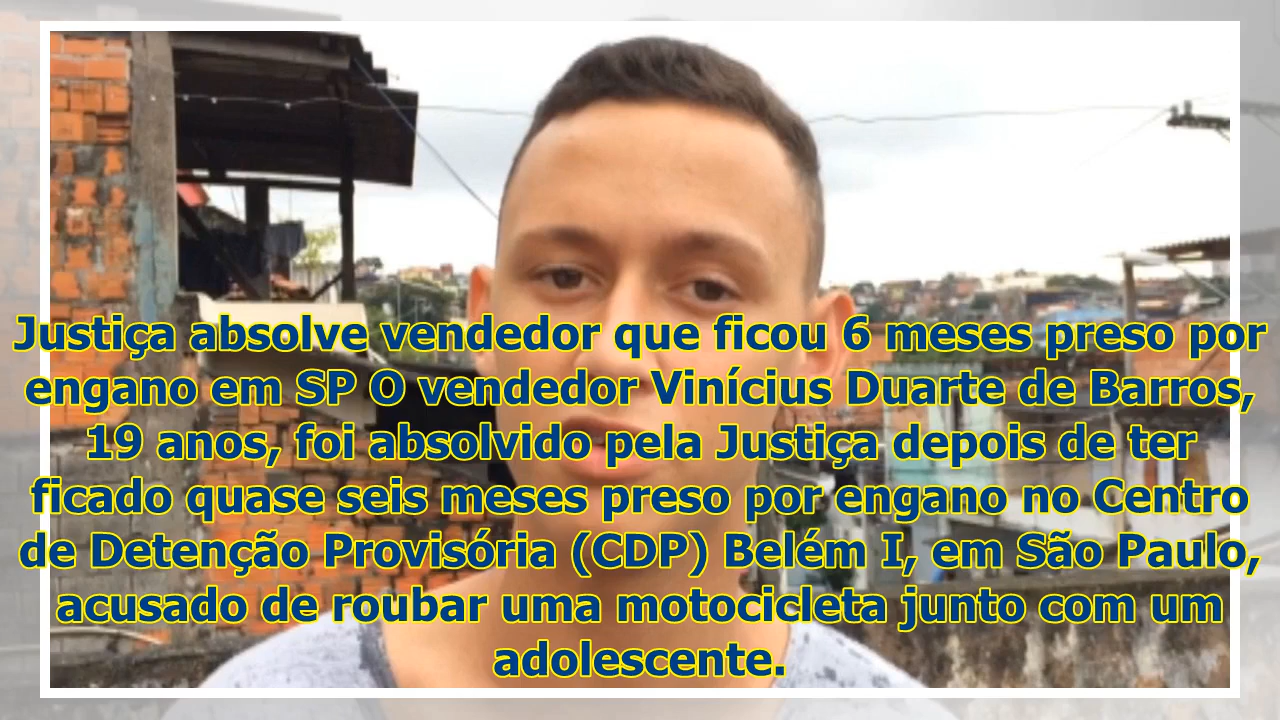 Justiça absolve vendedor que ficou 6 meses preso por
engano em SP O vendedor Vinícius Duarte de Barros,
19 anos, foi absolvido pela Justiça depois de ter
ficado quase seis meses preso por engano no Centro
de Detenção Provisória (CDP) Belém I, em São Paulo,
acusado de roubar uma motocicleta junto com um
adolescente.